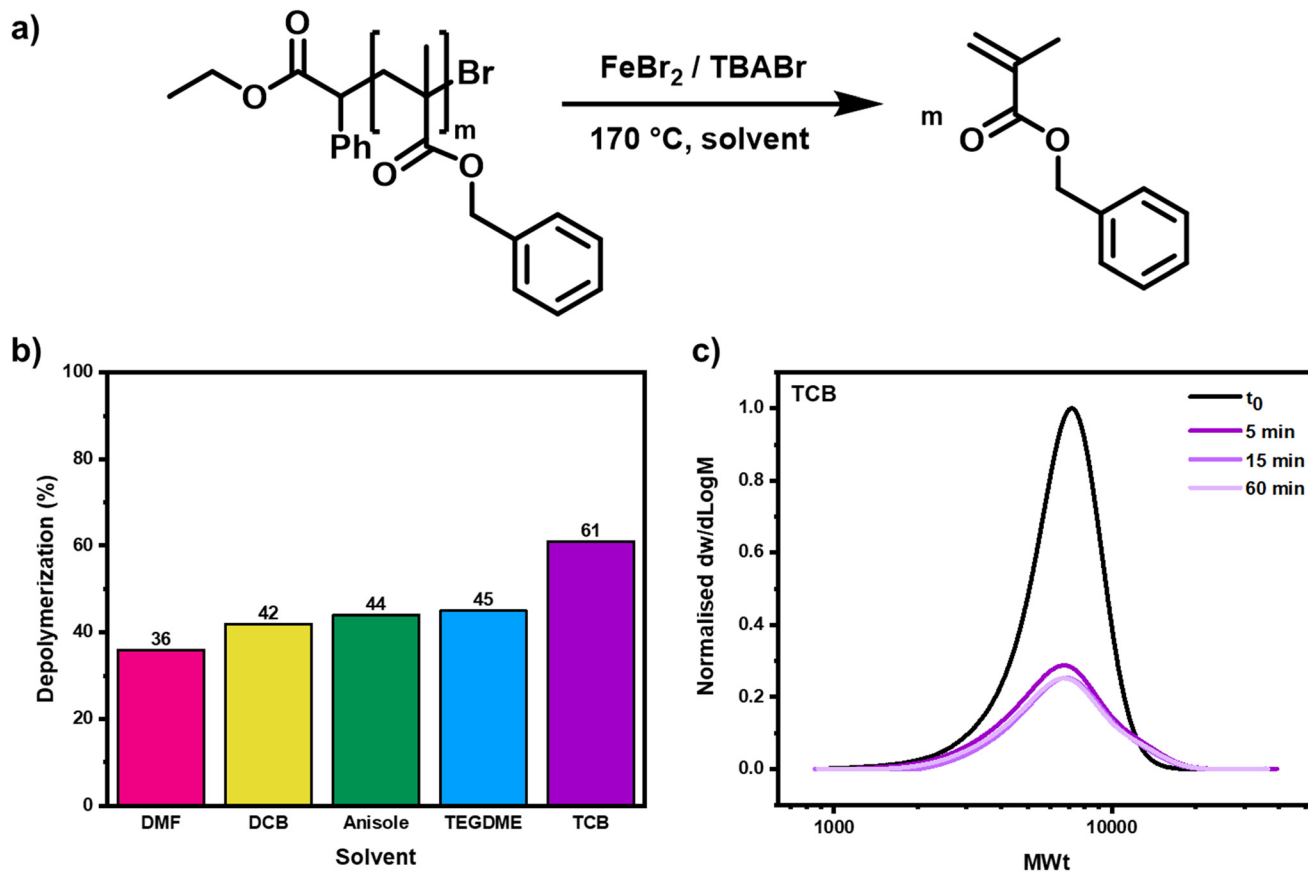 a)
O
O
Ph
Br
m
O
O
FeBr2 / TBABr
170 °C, solvent
m
O
O
b)
Depolymerization (%)
100
80
60
40
20
0
36
42
44
45
61
DMF
DCB
Anisole
TEGDME
TCB
Solvent
c)
TCB
t0
5 min
15 min
60 min
Normalised dw/dLogM
1.0
0.8
0.6
0.4
0.2
0.0
1000
10000
MWt